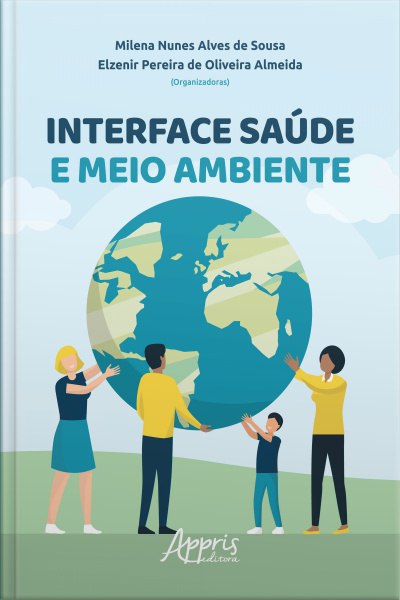 Milena Nunes Alves de Sousa
Elzenir Pereira de Oliveira Almeida
(Organizadoras)
INTERFACE SAÚDE
E MEIO AMBIENTE
Appris
editora